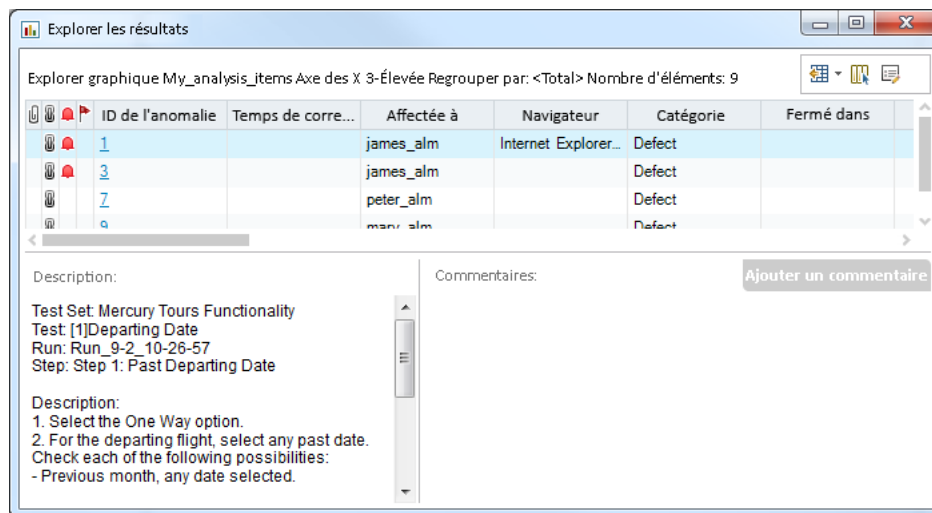 Explorer les résultats
Explorer graphique My_analysis_items Axe des X 3-Élevée Regrouper par: <Total> Nombre d'éléments: 9
ID de l'anomalie Temps de corre... Affectée à Navigateur Catégorie Fermé dans
1 james_alm Internet Explorer... Defect
3 james_alm Defect
7 peter_alm Defect
9 mary_alm Defect
Description:
Commentaires:
Ajouter un commentaire
Test Set: Mercury Tours Functionality
Test: [1]Departing Date
Run: Run_9-2_10-26-57
Step: Step 1: Past Departing Date
Description:
1. Select the One Way option.
2. For the departing flight, select any past date.
Check each of the following possibilities:
- Previous month, any date selected.